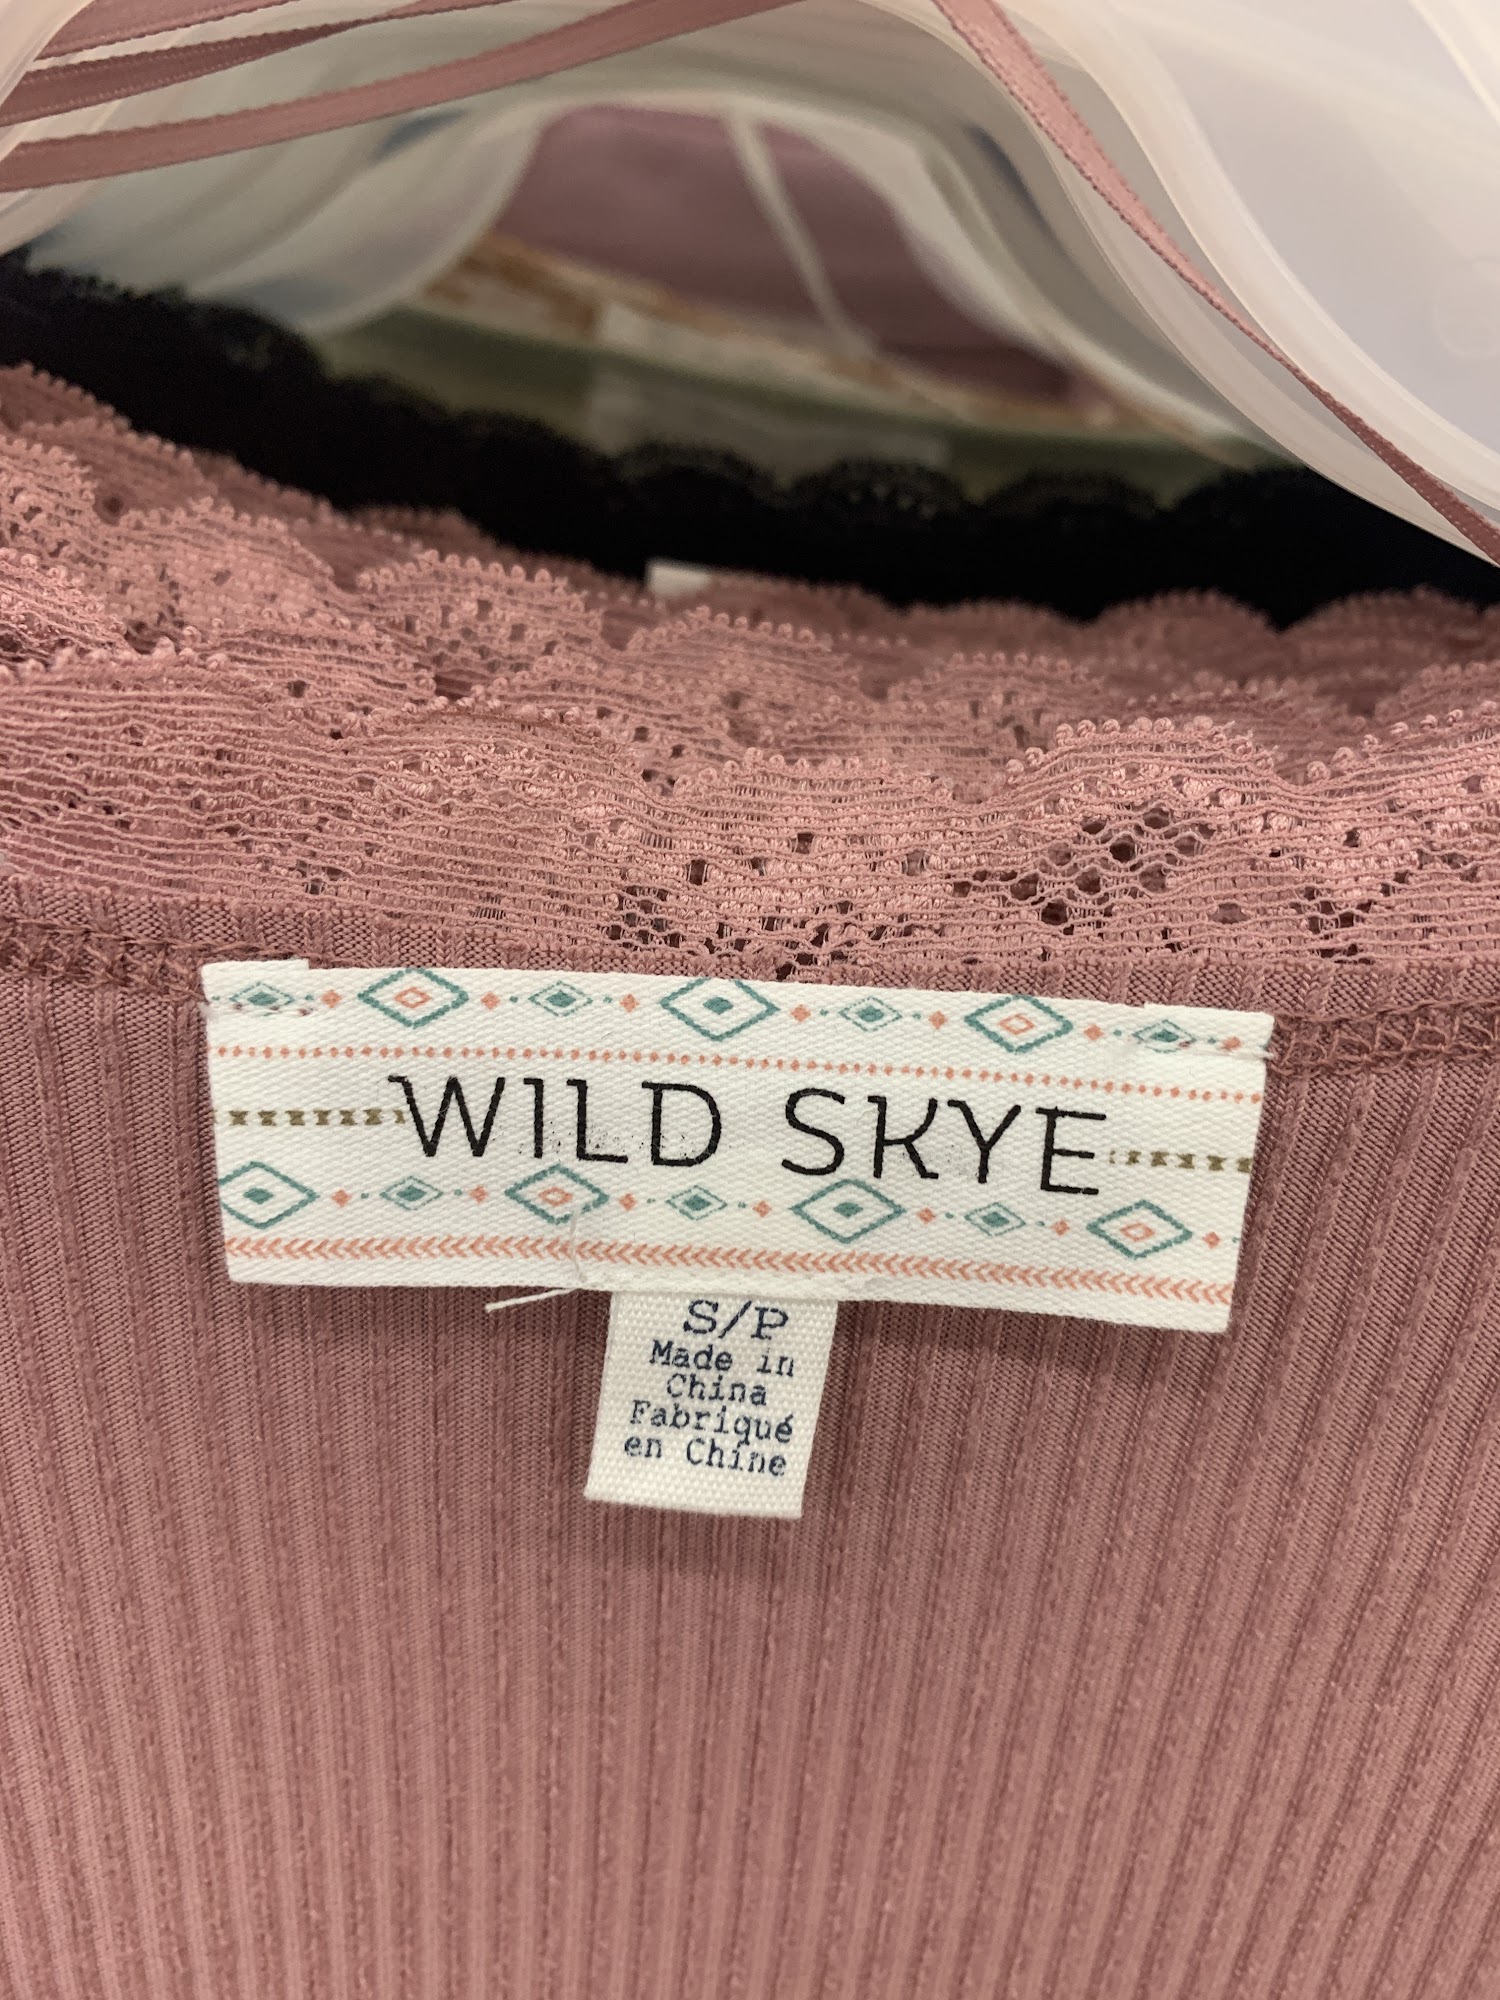 WILD SKYE
S/P
Made in
China
Fabriqué
en Chine